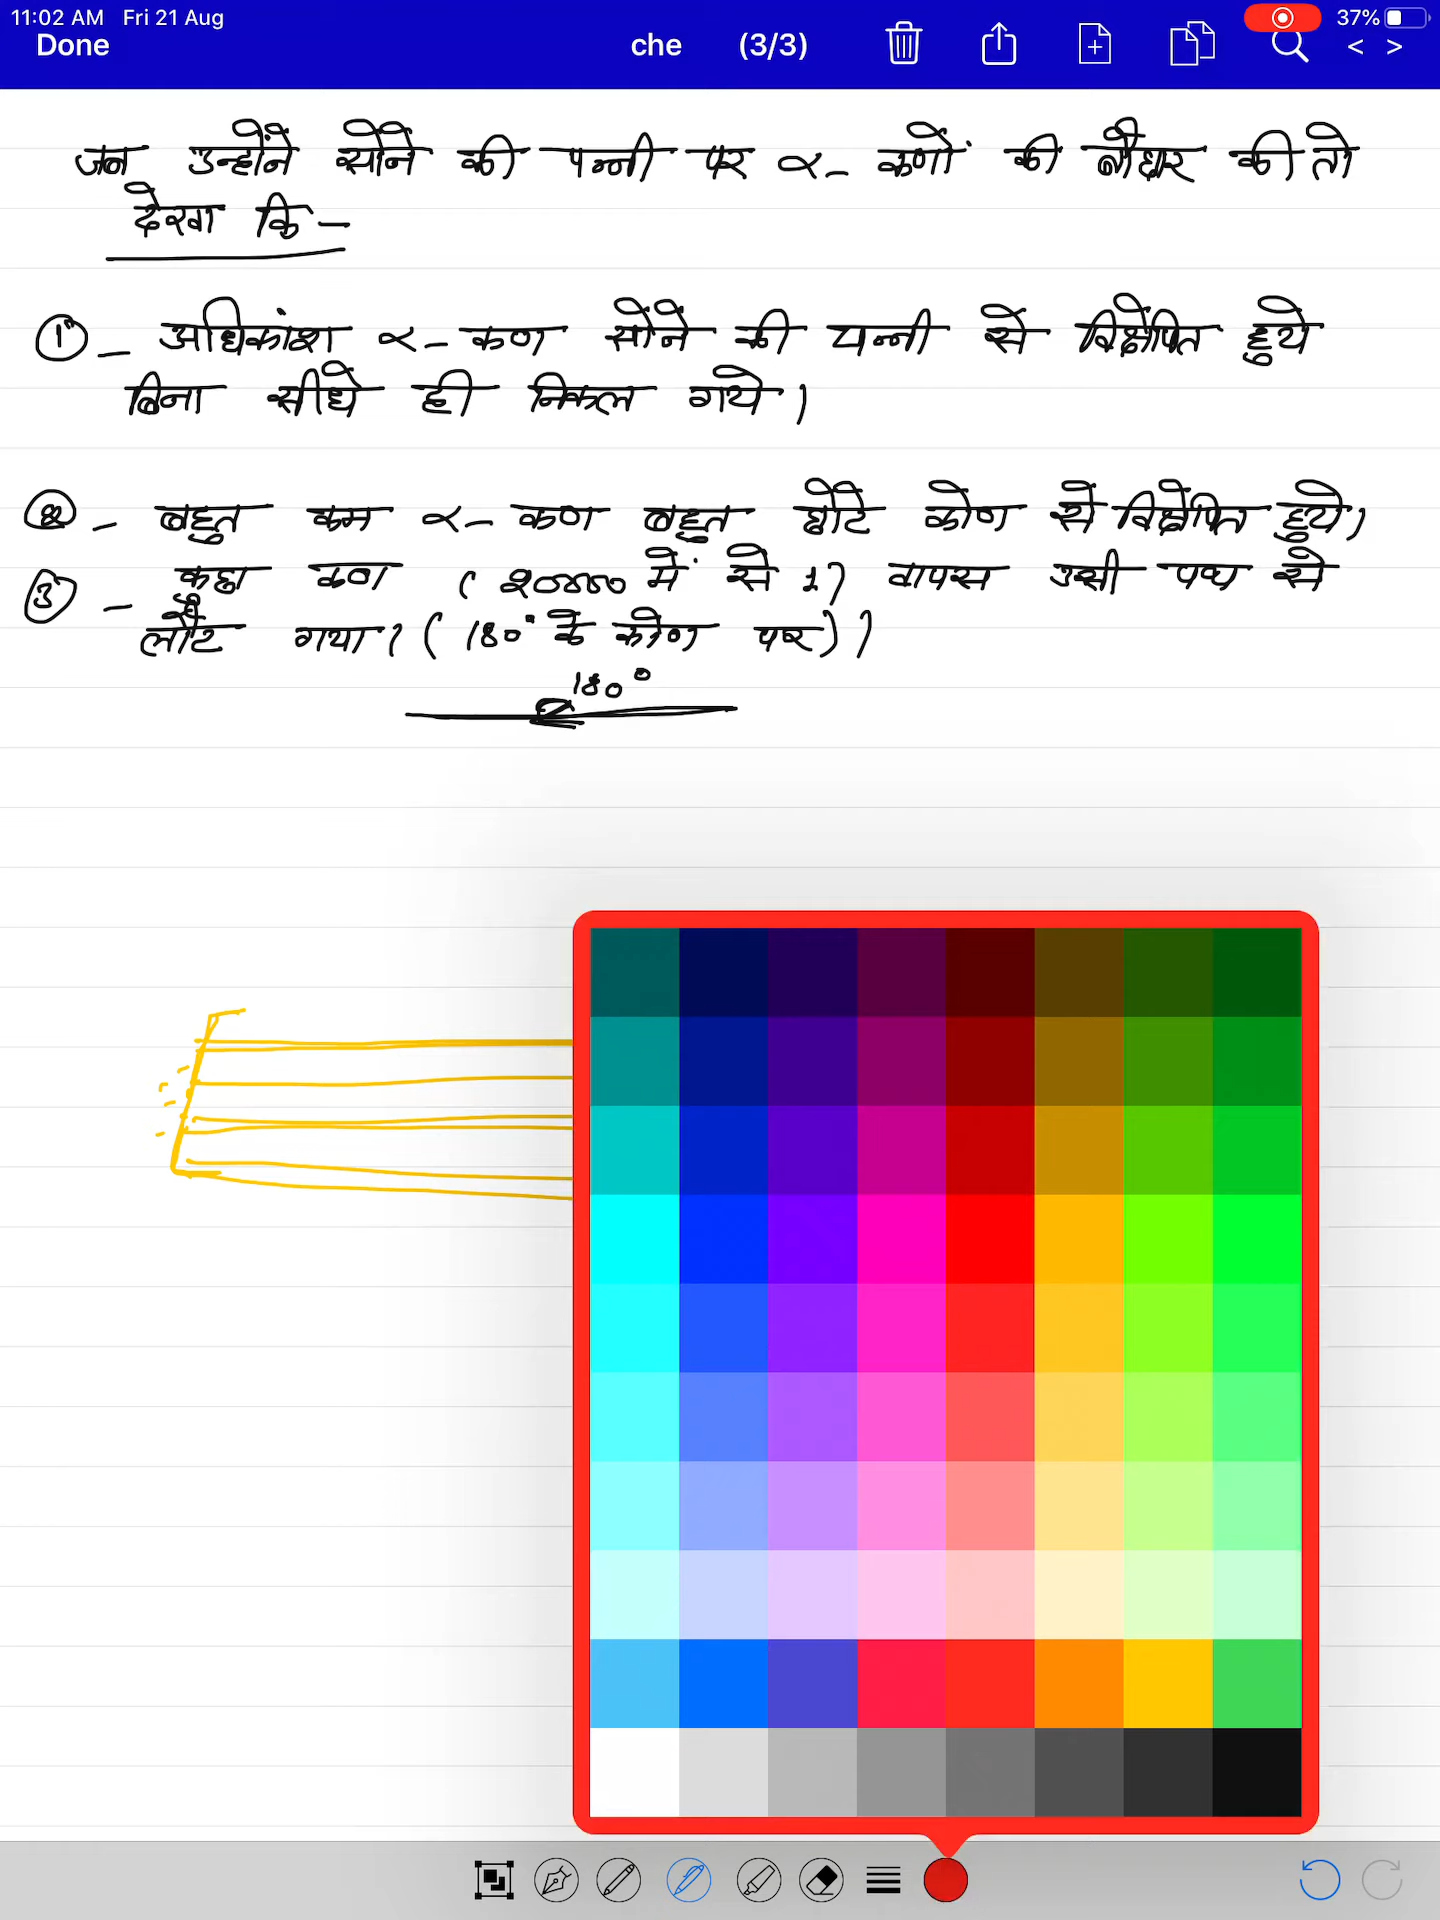 11:02 AM Fri 21 Aug 37%
Done che (3/3) < >
जब उन्होंने सोने की पन्नी पर α- कणों की बौछार की तो
देखा कि -
① - अधिकांश α- कण सोने की पन्नी से विक्षेपित हुये
बिना सीधे ही निकल गये।
② - बहुत कम α- कण बहुत छोटे कोण से विक्षेपित हुये।
③ - कुछ कण (20000 में से 1) वापस उसी पथ से
लौट गया। (180° के कोण पर)।
180°